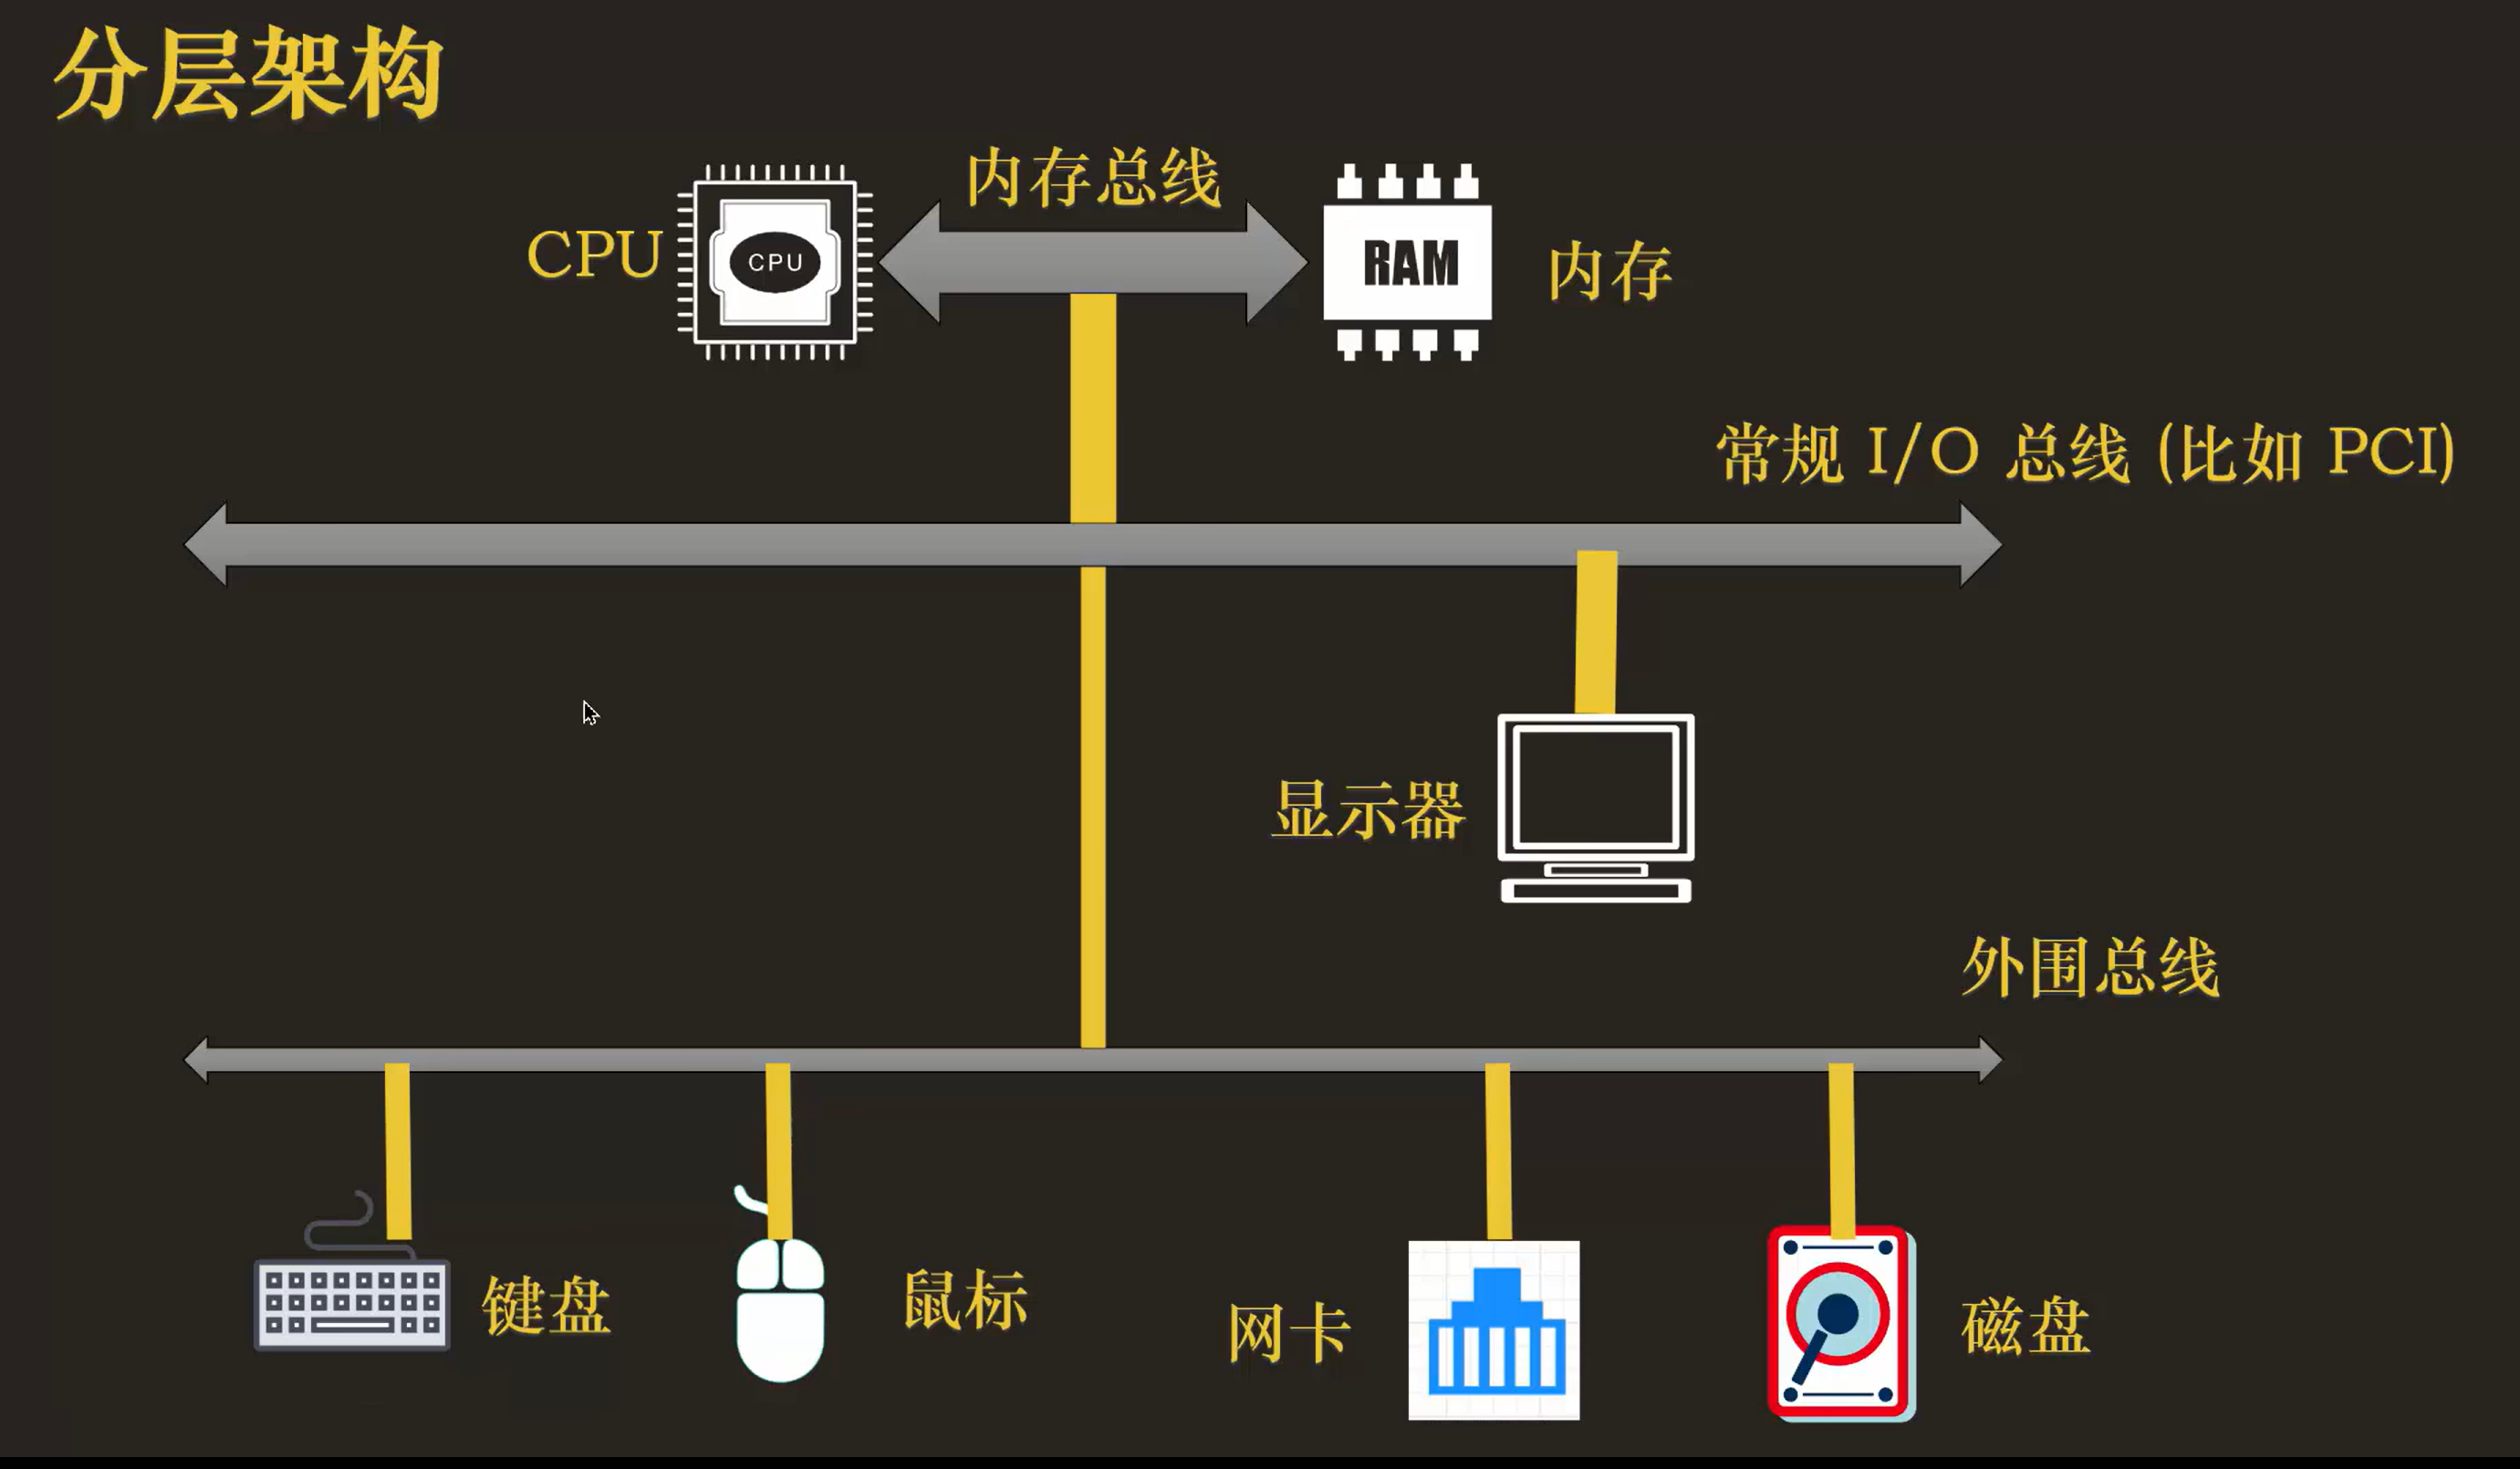 分层架构
内存总线
CPU
CPU
RAM
内存
常规 I/O 总线 (比如 PCI)
显示器
外围总线
键盘
鼠标
网卡
磁盘